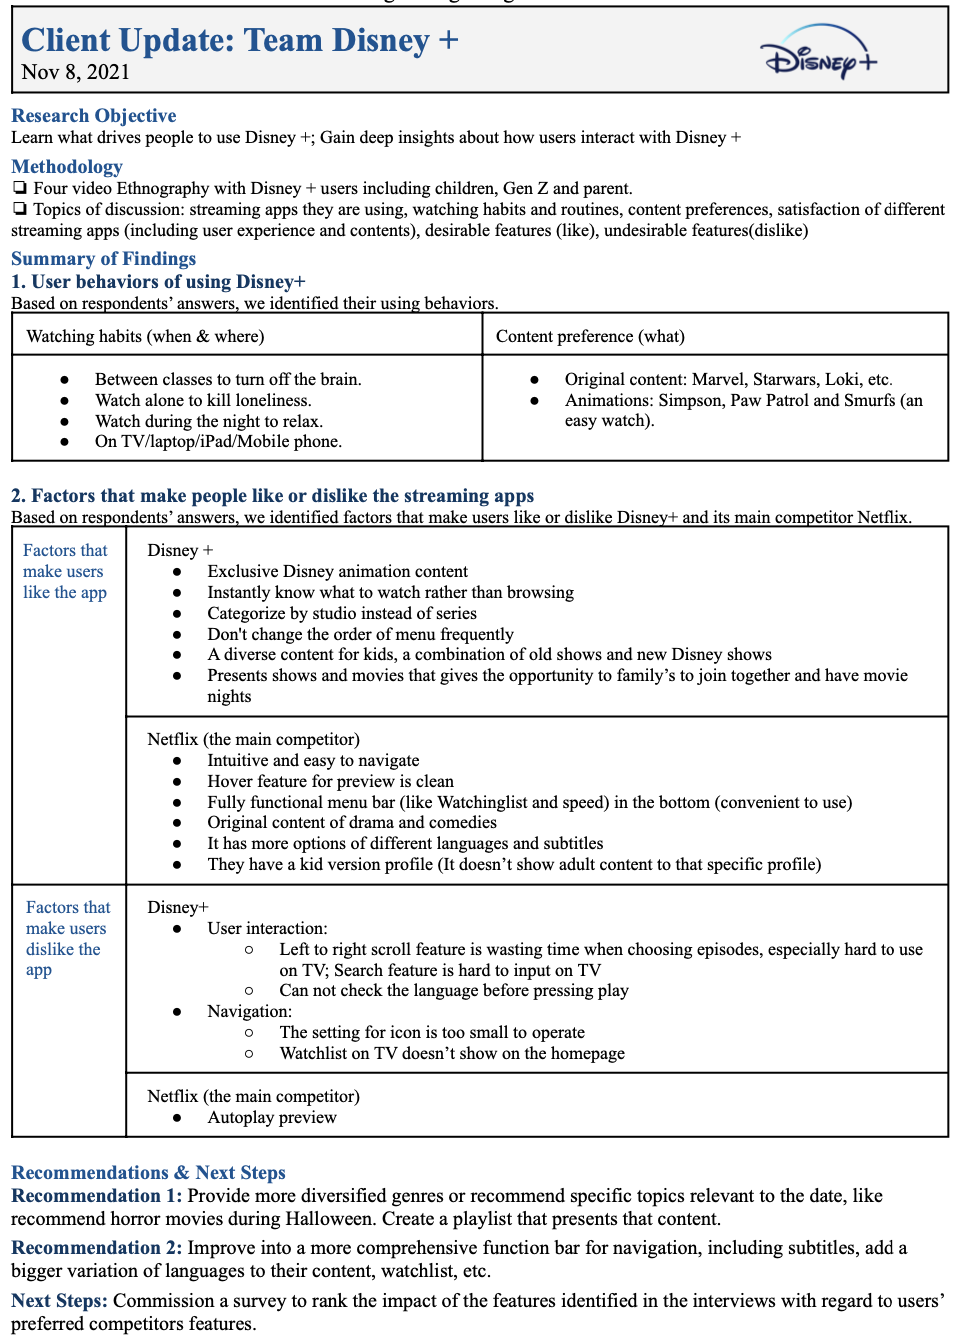 Client Update: Team Disney +
Nov 8, 2021
Disney+
Research Objective
Learn what drives people to use Disney +; Gain deep insights about how users interact with Disney +
Methodology
❏ Four video Ethnography with Disney + users including children, Gen Z and parent.
❏ Topics of discussion: streaming apps they are using, watching habits and routines, content preferences, satisfaction of different
streaming apps (including user experience and contents), desirable features (like), undesirable features(dislike)
Summary of Findings
1. User behaviors of using Disney+
Based on respondents’ answers, we identified their using behaviors.
Watching habits (when & where)
● Between classes to turn off the brain.
● Watch alone to kill loneliness.
● Watch during the night to relax.
● On TV/laptop/iPad/Mobile phone.
Content preference (what)
● Original content: Marvel, Starwars, Loki, etc.
● Animations: Simpson, Paw Patrol and Smurfs (an
easy watch).
2. Factors that make people like or dislike the streaming apps
Based on respondents’ answers, we identified factors that make users like or dislike Disney+ and its main competitor Netflix.
Factors that
make users
like the app
Disney +
● Exclusive Disney animation content
● Instantly know what to watch rather than browsing
● Categorize by studio instead of series
● Don't change the order of menu frequently
● A diverse content for kids, a combination of old shows and new Disney shows
● Presents shows and movies that gives the opportunity to family’s to join together and have movie
nights
Netflix (the main competitor)
● Intuitive and easy to navigate
● Hover feature for preview is clean
● Fully functional menu bar (like Watchinglist and speed) in the bottom (convenient to use)
● Original content of drama and comedies
● It has more options of different languages and subtitles
● They have a kid version profile (It doesn’t show adult content to that specific profile)
Factors that
make users
dislike the
app
Disney+
● User interaction:
○ Left to right scroll feature is wasting time when choosing episodes, especially hard to use
on TV; Search feature is hard to input on TV
○ Can not check the language before pressing play
● Navigation:
○ The setting for icon is too small to operate
○ Watchlist on TV doesn’t show on the homepage
Netflix (the main competitor)
● Autoplay preview
Recommendations & Next Steps
Recommendation 1: Provide more diversified genres or recommend specific topics relevant to the date, like
recommend horror movies during Halloween. Create a playlist that presents that content.
Recommendation 2: Improve into a more comprehensive function bar for navigation, including subtitles, add a
bigger variation of languages to their content, watchlist, etc.
Next Steps: Commission a survey to rank the impact of the features identified in the interviews with regard to users’
preferred competitors features.